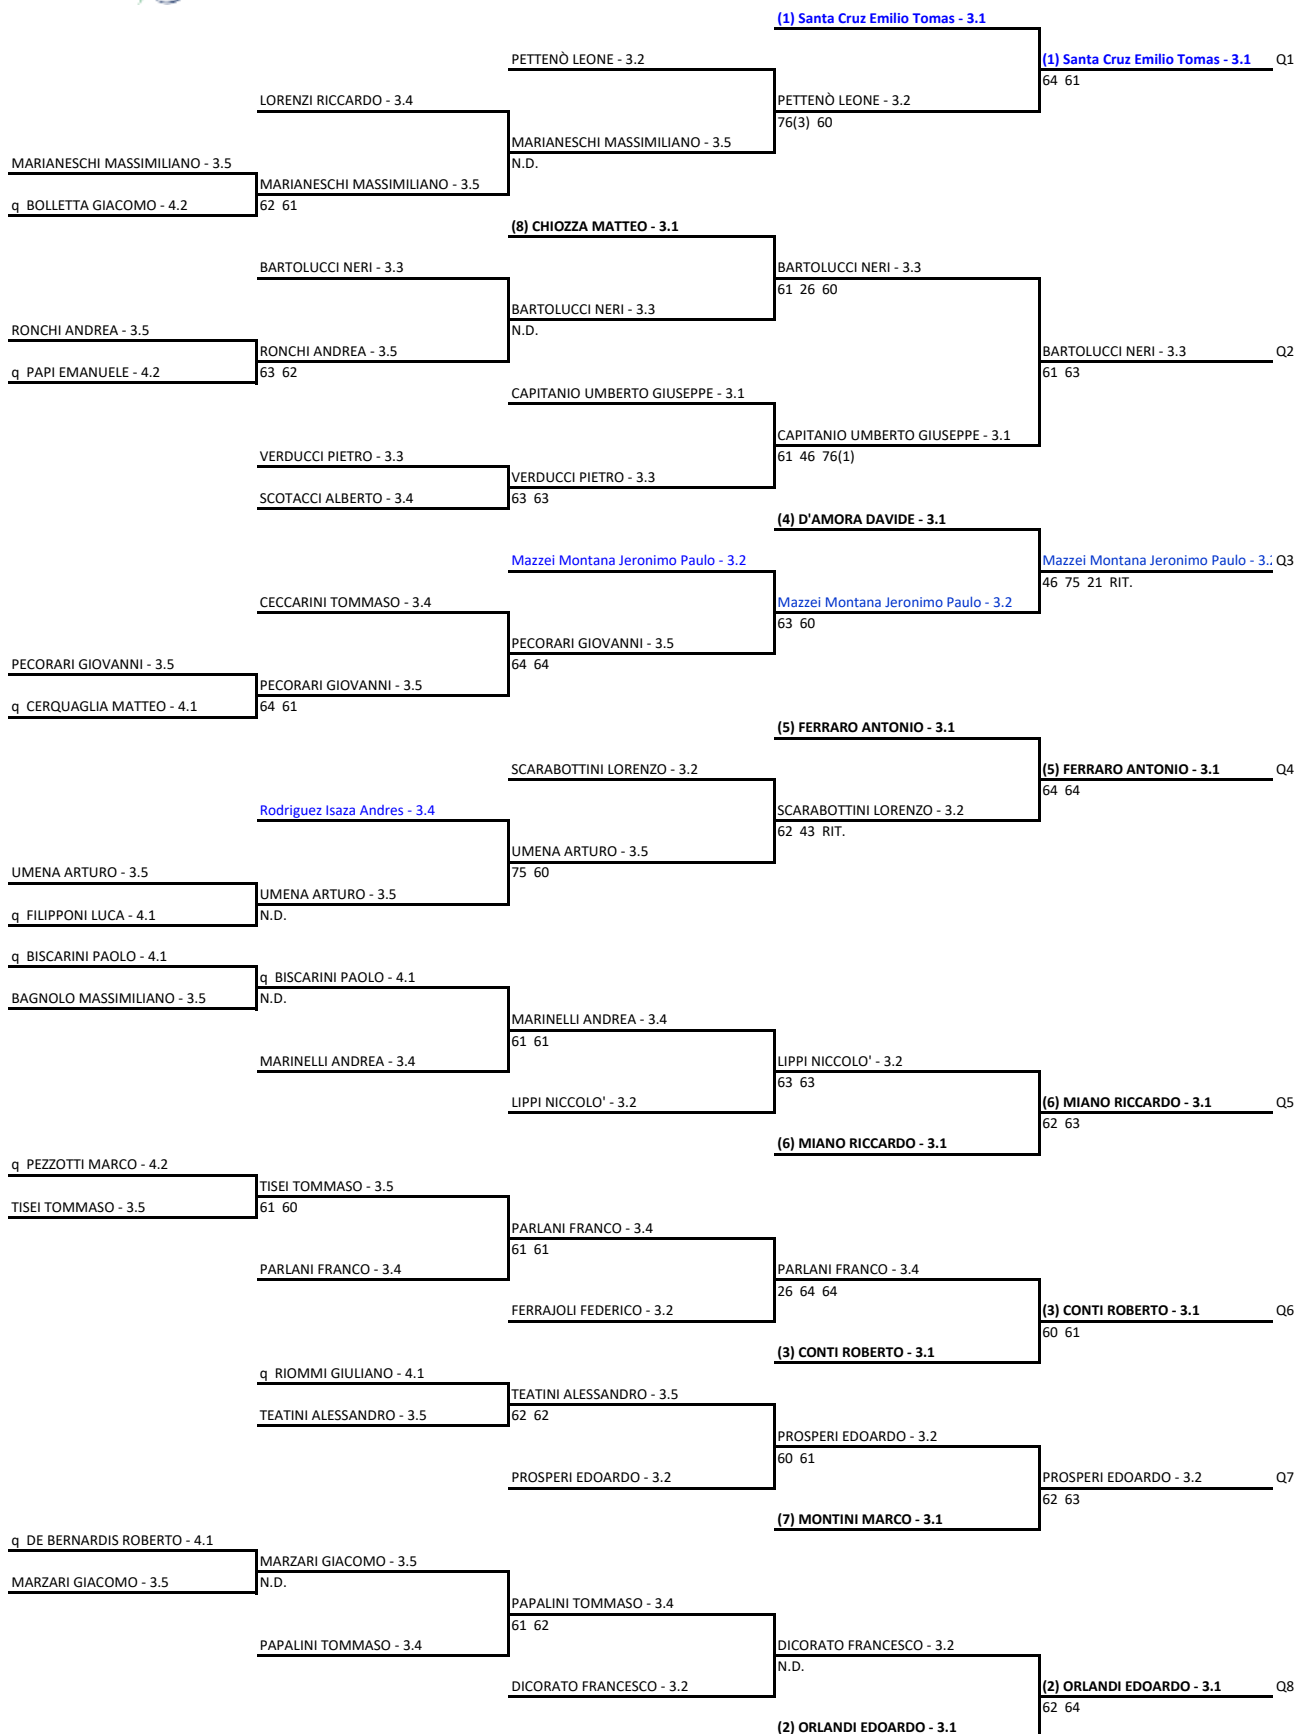 (1) Santa Cruz Emilio Tomas - 3.1
PETTENÒ LEONE - 3.2
(1) Santa Cruz Emilio Tomas - 3.1 Q1
64 61
LORENZI RICCARDO - 3.4
PETTENÒ LEONE - 3.2
76(3) 60
MARIANESCHI MASSIMILIANO - 3.5
N.D.
MARIANESCHI MASSIMILIANO - 3.5
MARIANESCHI MASSIMILIANO - 3.5
62 61
q BOLLETTA GIACOMO - 4.2
(8) CHIOZZA MATTEO - 3.1
BARTOLUCCI NERI - 3.3
BARTOLUCCI NERI - 3.3
61 26 60
BARTOLUCCI NERI - 3.3
N.D.
RONCHI ANDREA - 3.5
RONCHI ANDREA - 3.5
63 62
BARTOLUCCI NERI - 3.3 Q2
61 63
q PAPI EMANUELE - 4.2
CAPITANIO UMBERTO GIUSEPPE - 3.1
CAPITANIO UMBERTO GIUSEPPE - 3.1
61 46 76(1)
VERDUCCI PIETRO - 3.3
VERDUCCI PIETRO - 3.3
63 63
SCOTACCI ALBERTO - 3.4
(4) D'AMORA DAVIDE - 3.1
Mazzei Montana Jeronimo Paulo - 3.2
Mazzei Montana Jeronimo Paulo - 3.2 Q3
46 75 21 RIT.
CECCARINI TOMMASO - 3.4
Mazzei Montana Jeronimo Paulo - 3.2
63 60
PECORARI GIOVANNI - 3.5
64 64
PECORARI GIOVANNI - 3.5
PECORARI GIOVANNI - 3.5
64 61
q CERQUAGLIA MATTEO - 4.1
(5) FERRARO ANTONIO - 3.1
SCARABOTTINI LORENZO - 3.2
(5) FERRARO ANTONIO - 3.1 Q4
64 64
Rodriguez Isaza Andres - 3.4
SCARABOTTINI LORENZO - 3.2
62 43 RIT.
UMENA ARTURO - 3.5
75 60
UMENA ARTURO - 3.5
UMENA ARTURO - 3.5
N.D.
q FILIPPONI LUCA - 4.1
q BISCARINI PAOLO - 4.1
q BISCARINI PAOLO - 4.1
N.D.
BAGNOLO MASSIMILIANO - 3.5
MARINELLI ANDREA - 3.4
61 61
MARINELLI ANDREA - 3.4
LIPPI NICCOLO' - 3.2
63 63
LIPPI NICCOLO' - 3.2
(6) MIANO RICCARDO - 3.1 Q5
62 63
(6) MIANO RICCARDO - 3.1
q PEZZOTTI MARCO - 4.2
TISEI TOMMASO - 3.5
61 60
TISEI TOMMASO - 3.5
PARLANI FRANCO - 3.4
61 61
PARLANI FRANCO - 3.4
PARLANI FRANCO - 3.4
26 64 64
FERRAJOLI FEDERICO - 3.2
(3) CONTI ROBERTO - 3.1 Q6
60 61
(3) CONTI ROBERTO - 3.1
q RIOMMI GIULIANO - 4.1
TEATINI ALESSANDRO - 3.5
62 62
TEATINI ALESSANDRO - 3.5
PROSPERI EDOARDO - 3.2
60 61
PROSPERI EDOARDO - 3.2
PROSPERI EDOARDO - 3.2 Q7
62 63
(7) MONTINI MARCO - 3.1
q DE BERNARDIS ROBERTO - 4.1
MARZARI GIACOMO - 3.5
N.D.
MARZARI GIACOMO - 3.5
PAPALINI TOMMASO - 3.4
61 62
PAPALINI TOMMASO - 3.4
DICORATO FRANCESCO - 3.2
N.D.
DICORATO FRANCESCO - 3.2
(2) ORLANDI EDOARDO - 3.1 Q8
62 64
(2) ORLANDI EDOARDO - 3.1